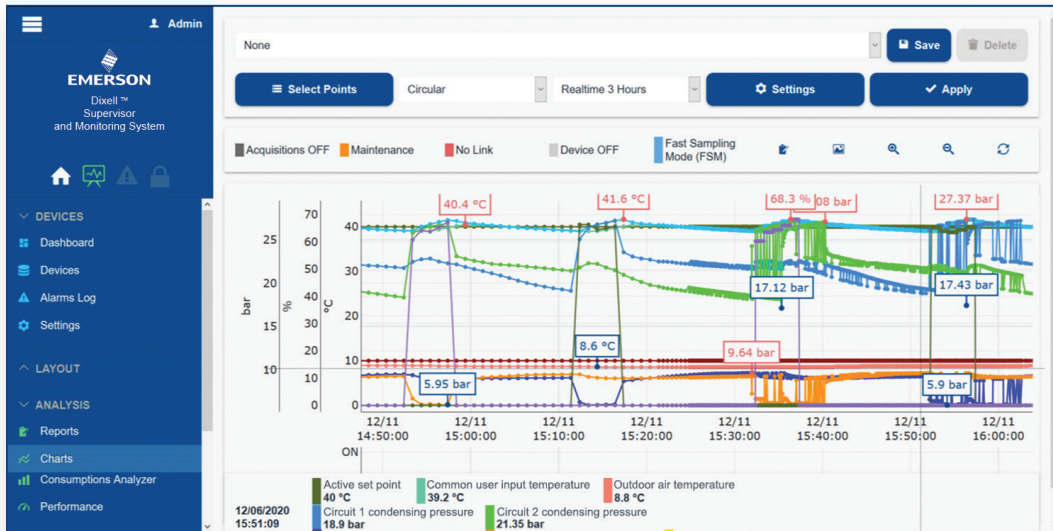 Admin
EMERSON
Dixell ™
Supervisor
and Monitoring System
DEVICES
Dashboard
Devices
Alarms Log
Settings
LAYOUT
ANALYSIS
Reports
Charts
Consumptions Analyzer
Performance
None
Save
Delete
Select Points
Circular
Realtime 3 Hours
Settings
Apply
Acquisitions OFF
Maintenance
No Link
Device OFF
Fast Sampling
Mode (FSM)
40.4 °C
41.6 °C
68.3 %
08 bar
27.37 bar
17.12 bar
17.43 bar
8.6 °C
9.64 bar
5.95 bar
5.9 bar
bar
25
20
15
10
%
70
60
50
40
30
20
10
0
°C
40
30
20
10
0
12/11
14:50:00
12/11
15:00:00
12/11
15:10:00
12/11
15:20:00
12/11
15:30:00
12/11
15:40:00
12/11
15:50:00
12/11
16:00:00
ON
12/06/2020
15:51:09
Active set point
40 °C
Common user input temperature
39.2 °C
Outdoor air temperature
8.8 °C
Circuit 1 condensing pressure
18.9 bar
Circuit 2 condensing pressure
21.35 bar